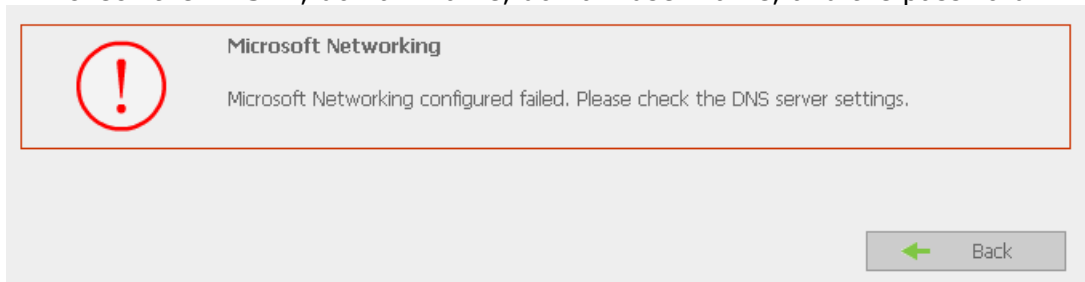 Microsoft Networking
Microsoft Networking configured failed. Please check the DNS server settings.
Back